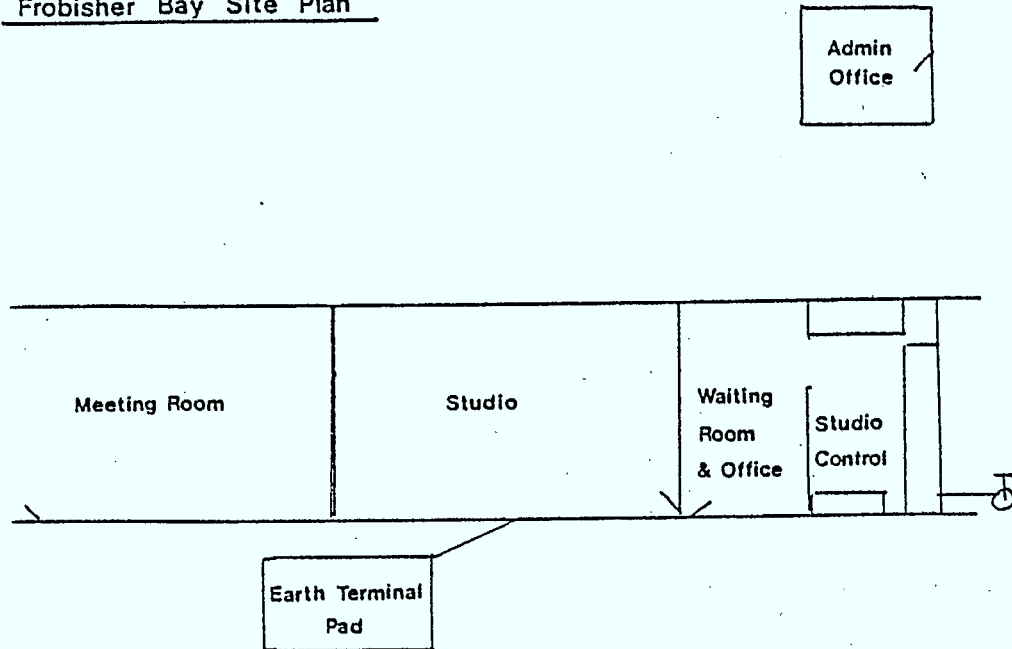 Frobisher Bay Site Plan
Admin
Office
Meeting Room
Studio
Waiting
Room
& Office
Studio
Control
Earth Terminal
Pad